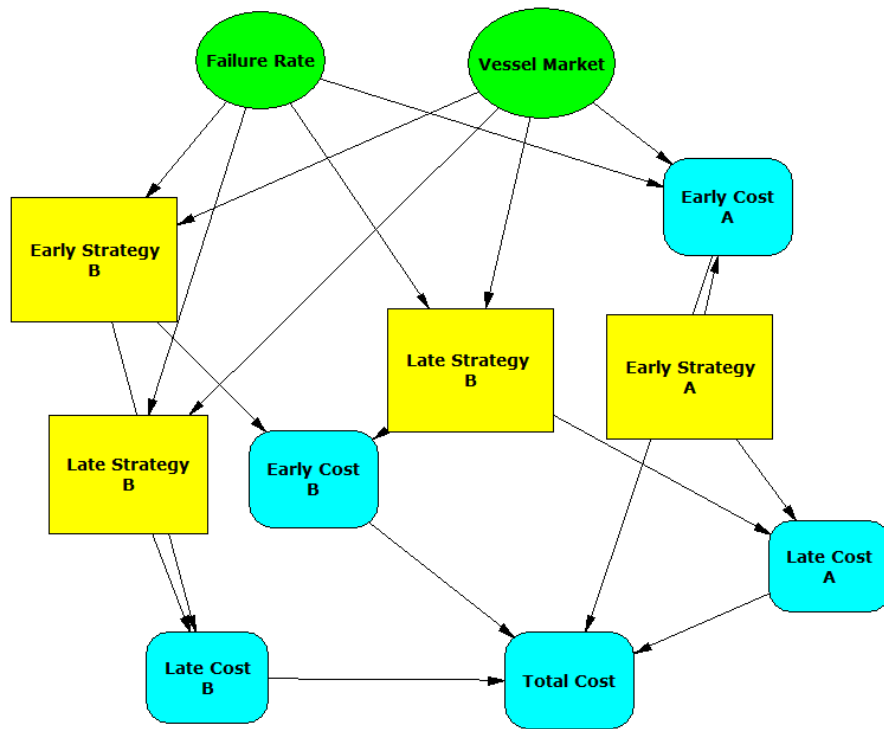 Failure Rate
Vessel Market
Early Cost
A
Early Strategy
B
Late Strategy
B
Early Strategy
A
Late Strategy
B
Early Cost
B
Late Cost
A
Late Cost
B
Total Cost